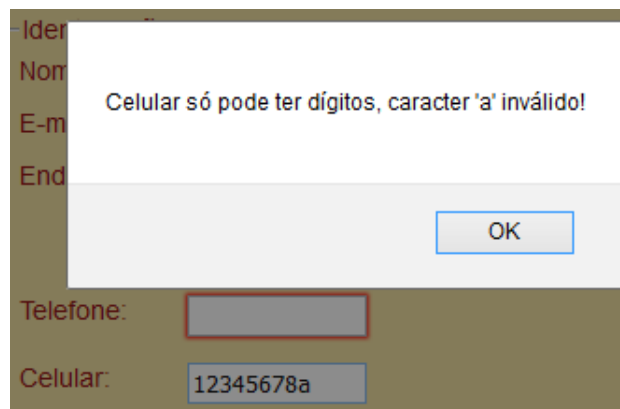 Celular só pode ter dígitos, caracter 'a' inválido!
OK
Telefone:
Celular:
12345678a